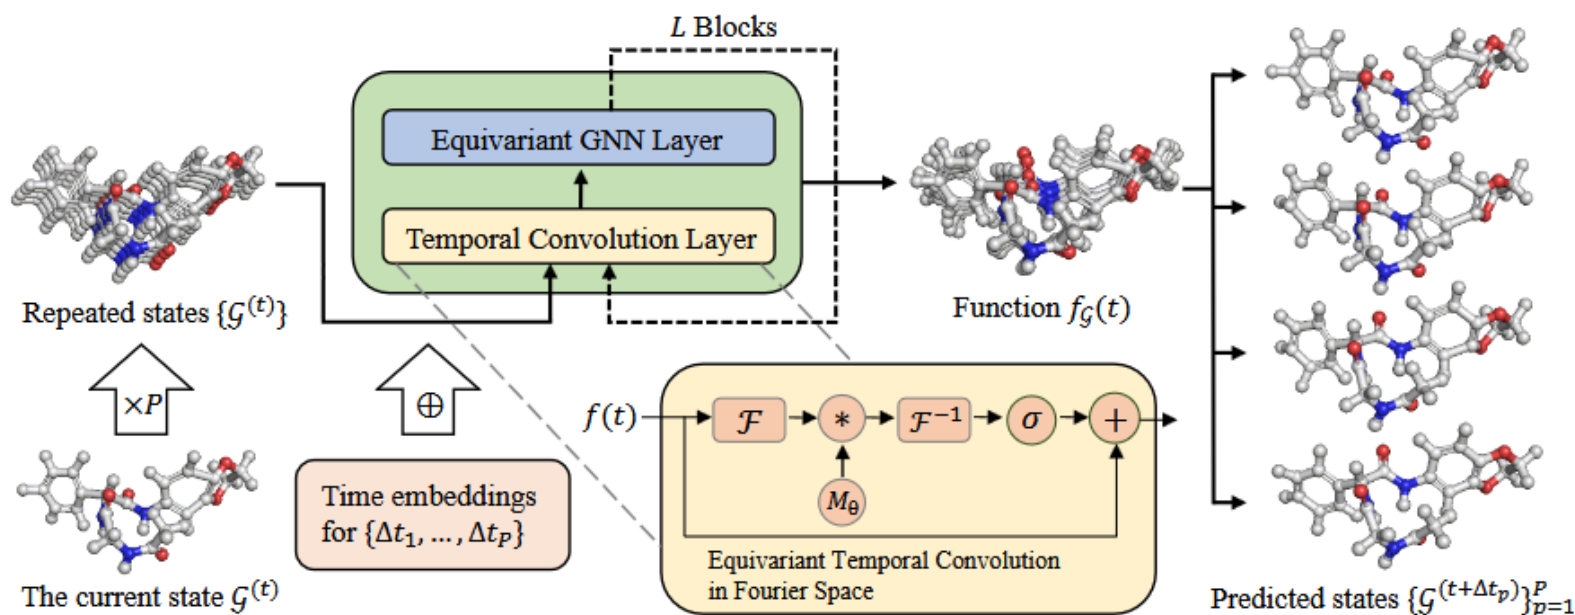 L Blocks
Equivariant GNN Layer
Temporal Convolution Layer
Repeated states {𝒢^(t)}
×P
The current state 𝒢^(t)
⊕
Time embeddings
for {Δt₁, …, Δt_P}
Function f_𝒢(t)
f(t)
ℱ
*
ℱ⁻¹
σ
+
M_θ
Equivariant Temporal Convolution
in Fourier Space
Predicted states {𝒢^(t+Δt_p)}_{p=1}^P